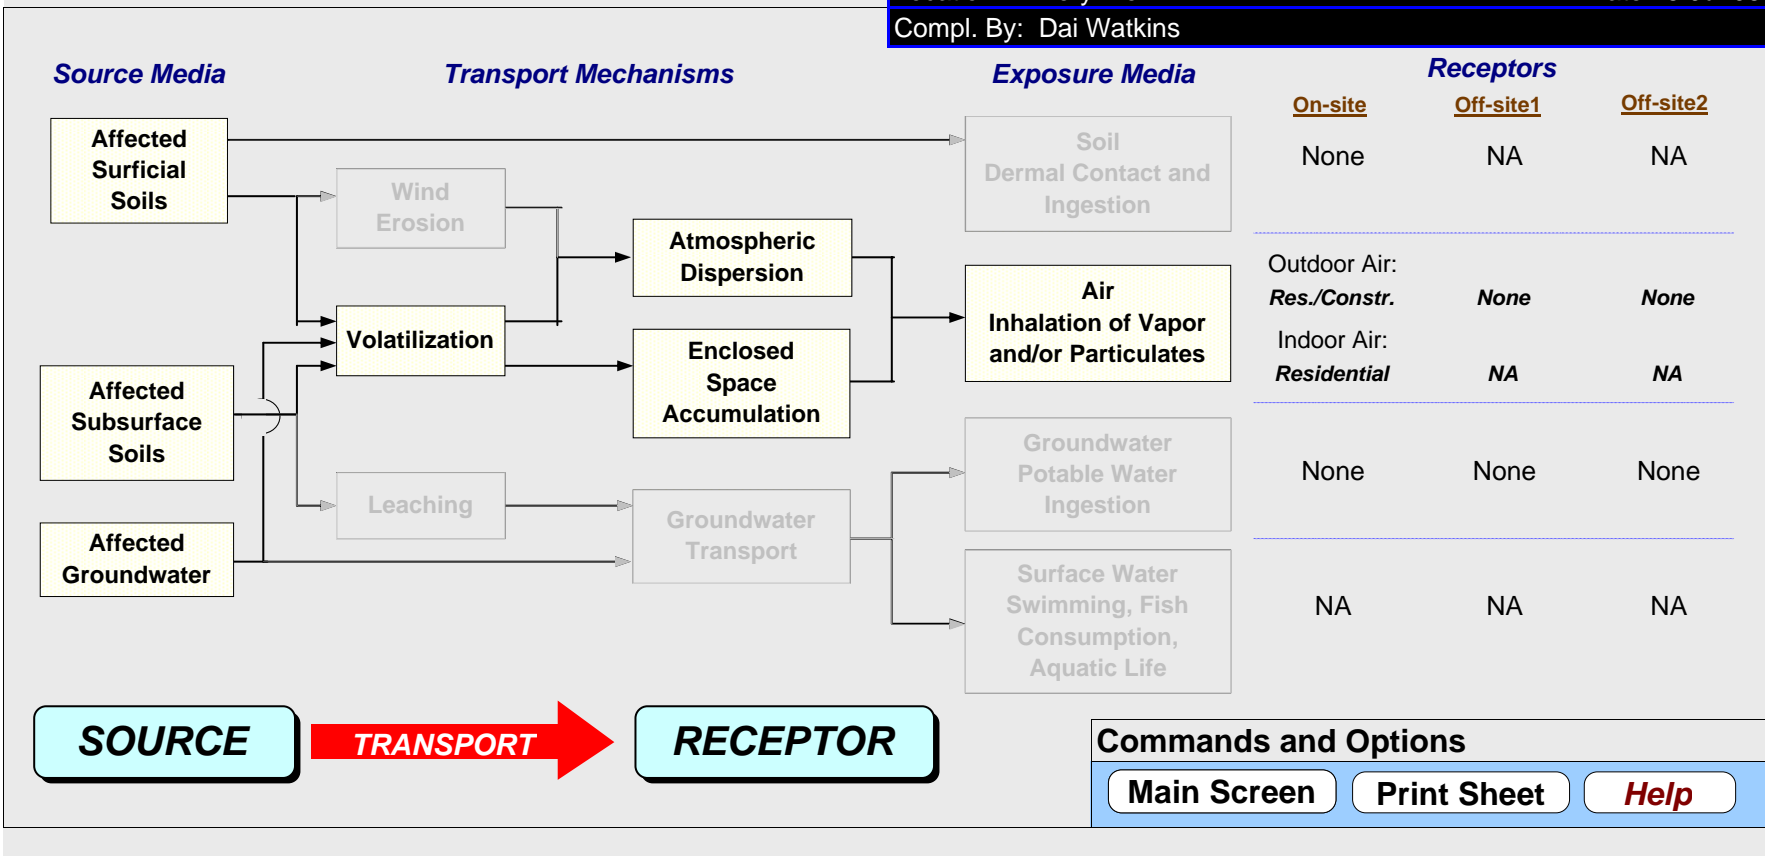 Compl. By: Dai Watkins
Source Media
Transport Mechanisms
Exposure Media
Receptors
On-site
Off-site1
Off-site2
Affected
Surficial
Soils
Wind
Erosion
Atmospheric
Dispersion
Soil
Dermal Contact and
Ingestion
None
NA
NA
Volatilization
Enclosed
Space
Accumulation
Air
Inhalation of Vapor
and/or Particulates
Outdoor Air:
Res./Constr.
None
None
Indoor Air:
Residential
NA
NA
Affected
Subsurface
Soils
Leaching
Groundwater
Transport
Groundwater
Potable Water
Ingestion
None
None
None
Affected
Groundwater
Surface Water
Swimming, Fish
Consumption,
Aquatic Life
NA
NA
NA
SOURCE
TRANSPORT
RECEPTOR
Commands and Options
Main Screen
Print Sheet
Help